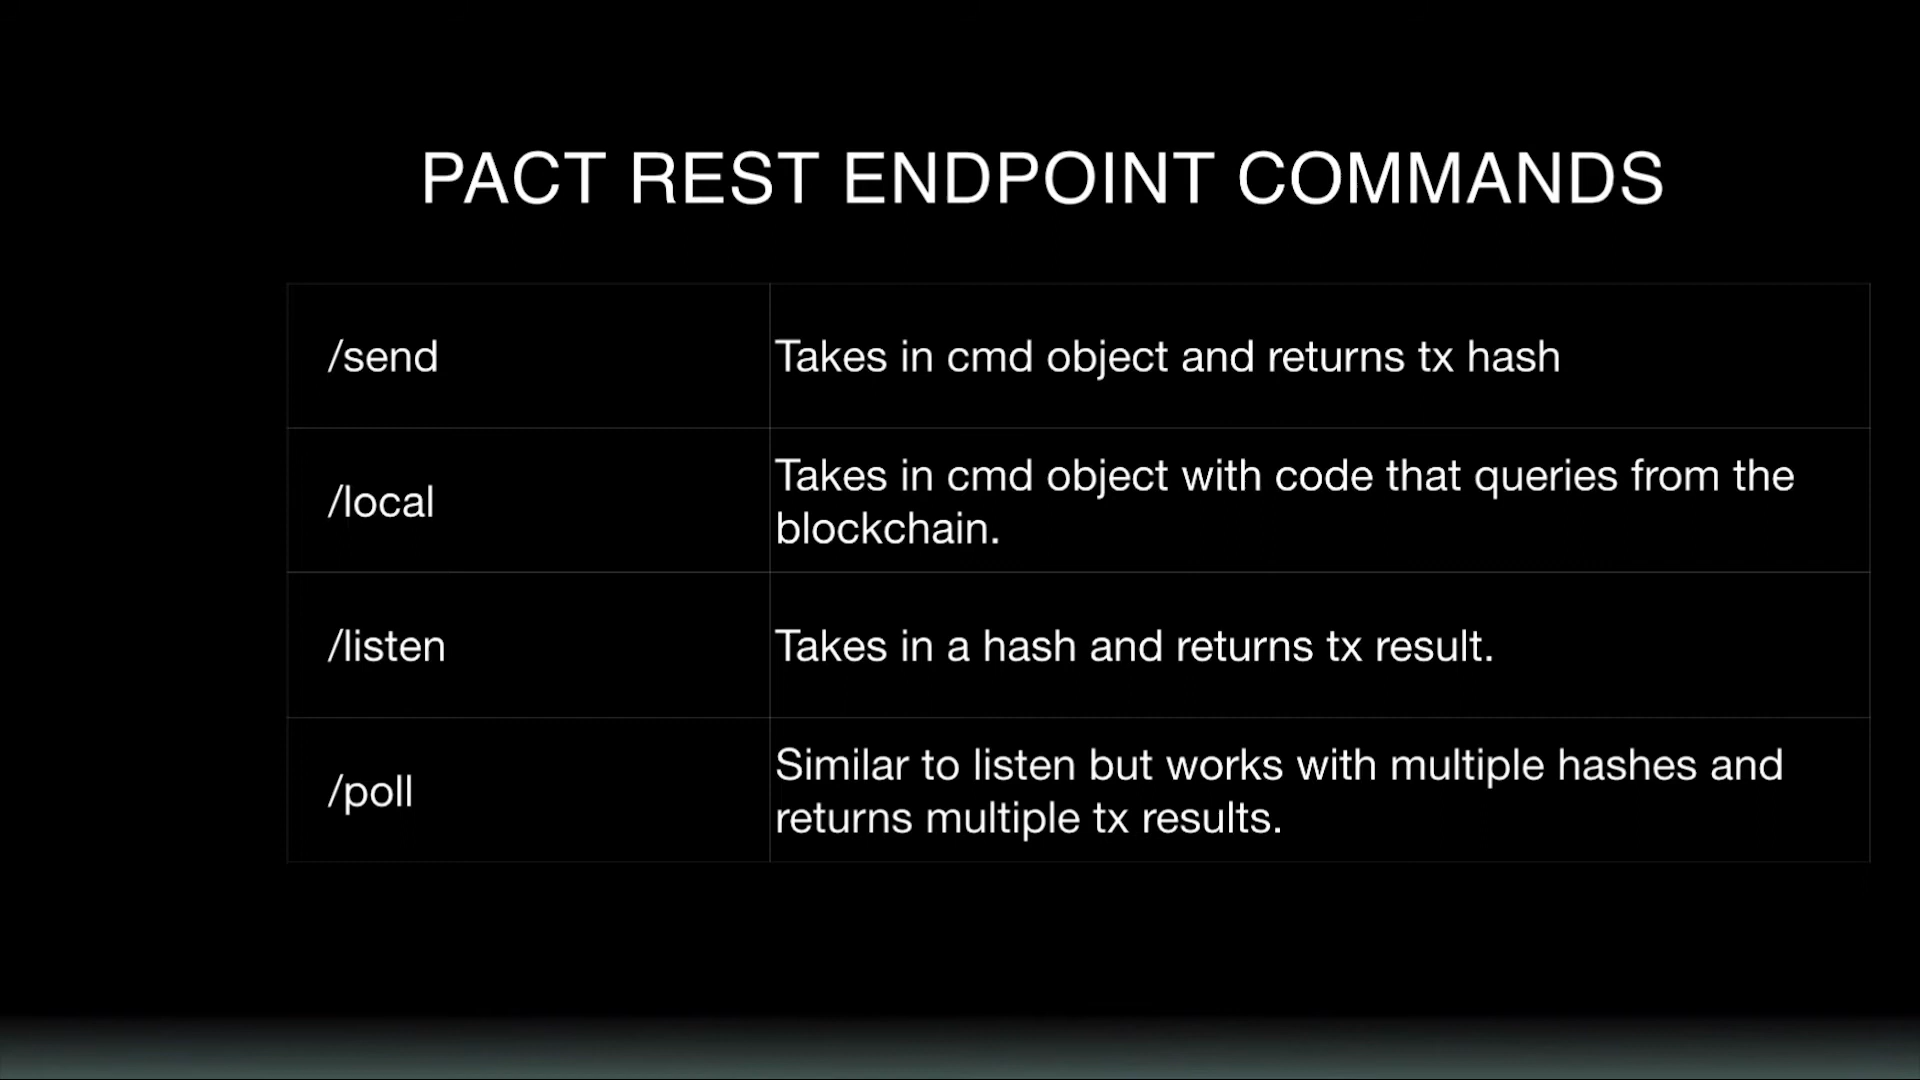 PACT REST ENDPOINT COMMANDS
/send
Takes in cmd object and returns tx hash
/local
Takes in cmd object with code that queries from the
blockchain.
/listen
Takes in a hash and returns tx result.
/poll
Similar to listen but works with multiple hashes and
returns multiple tx results.